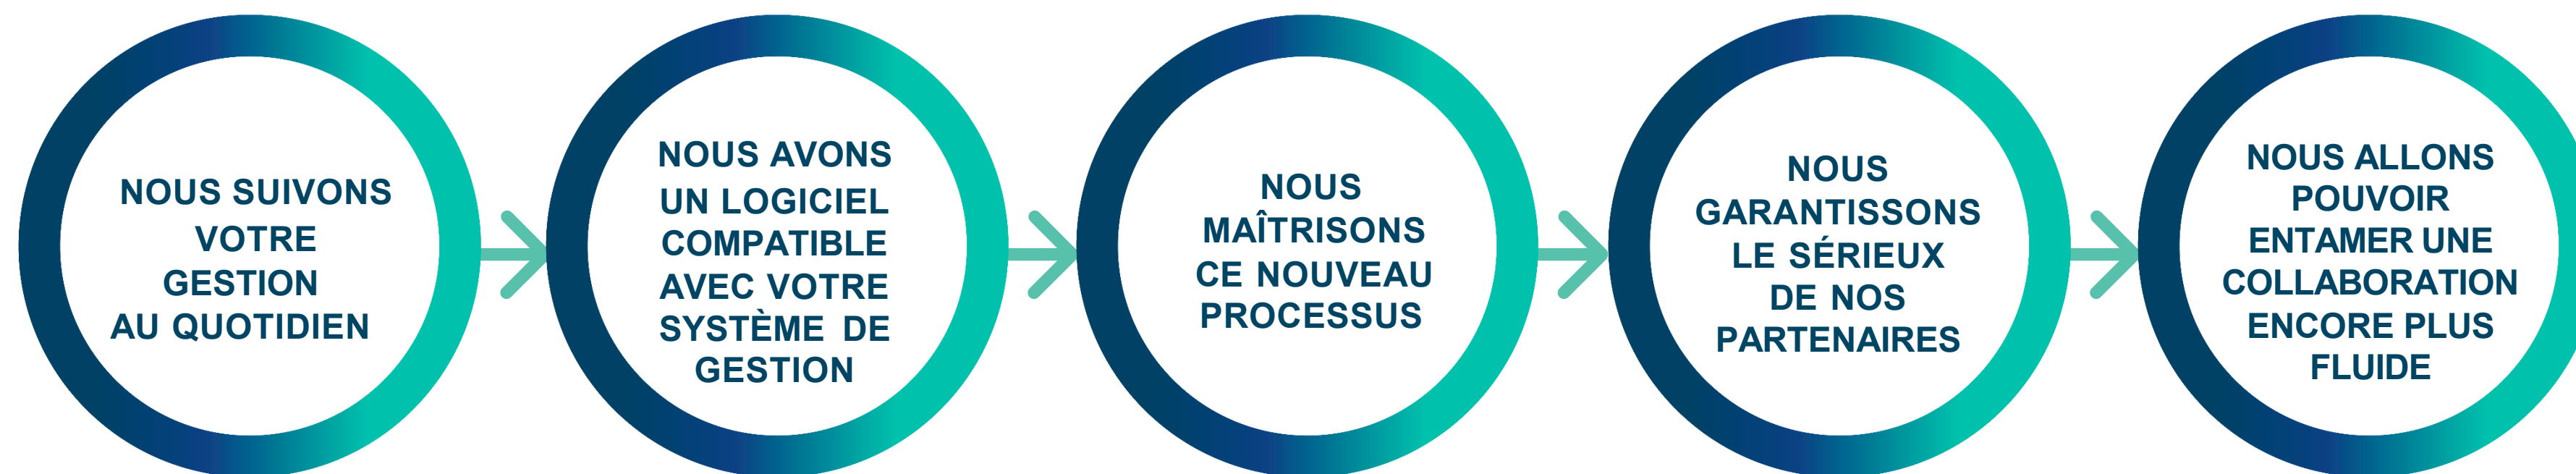 NOUS SUIVONS
VOTRE
GESTION
AU QUOTIDIEN
NOUS AVONS
UN LOGICIEL
COMPATIBLE
AVEC VOTRE
SYSTÈME DE
GESTION
NOUS
MAÎTRISONS
CE NOUVEAU
PROCESSUS
NOUS
GARANTISSONS
LE SÉRIEUX
DE NOS
PARTENAIRES
NOUS ALLONS
POUVOIR
ENTAMER UNE
COLLABORATION
ENCORE PLUS
FLUIDE